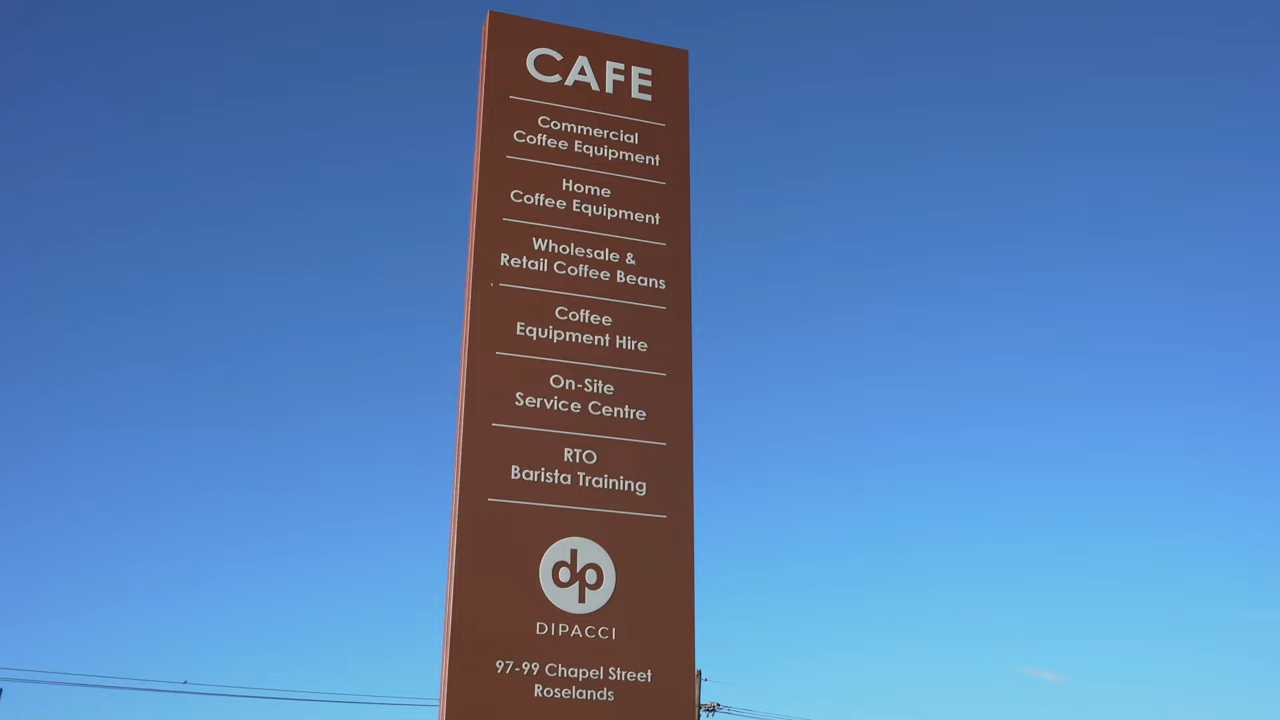 CAFE
Commercial
Coffee Equipment
Home
Coffee Equipment
Wholesale &
Retail Coffee Beans
Coffee
Equipment Hire
On-Site
Service Centre
RTO
Barista Training
dp
DIPACCI
97-99 Chapel Street
Roselands